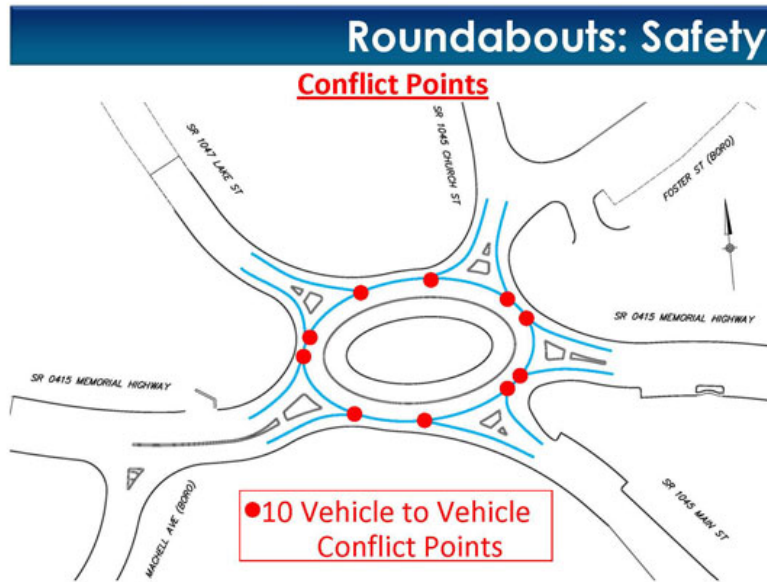 Roundabouts: Safety
Conflict Points
SR 1047 LAKE ST
SR 1045 CHURCH ST
FOSTER ST (BORO)
SR 0415 MEMORIAL HIGHWAY
SR 0415 MEMORIAL HIGHWAY
MACHELL AVE (BORO)
SR 1045 MAIN ST
10 Vehicle to Vehicle
Conflict Points